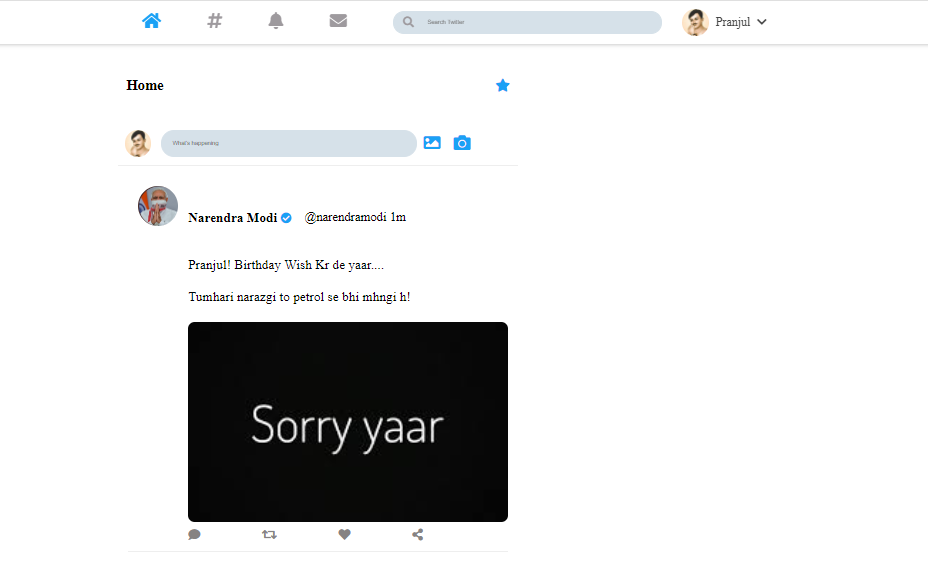 Search Twitter
Pranjul
Home
What's happening
Narendra Modi @narendramodi 1m
Pranjul! Birthday Wish Kr de yaar....
Tumhari narazgi to petrol se bhi mhngi h!
Sorry yaar